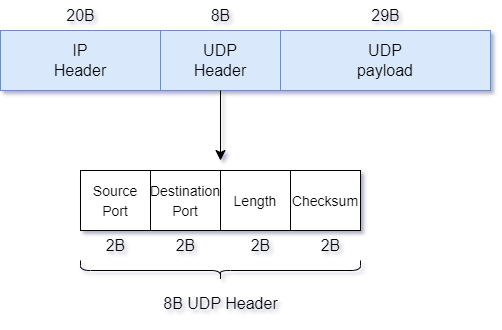 20B 8B 29B
IP UDP UDP
Header Header payload
Source Destination
Port Port Length Checksum
2B 2B 2B 2B
8B UDP Header